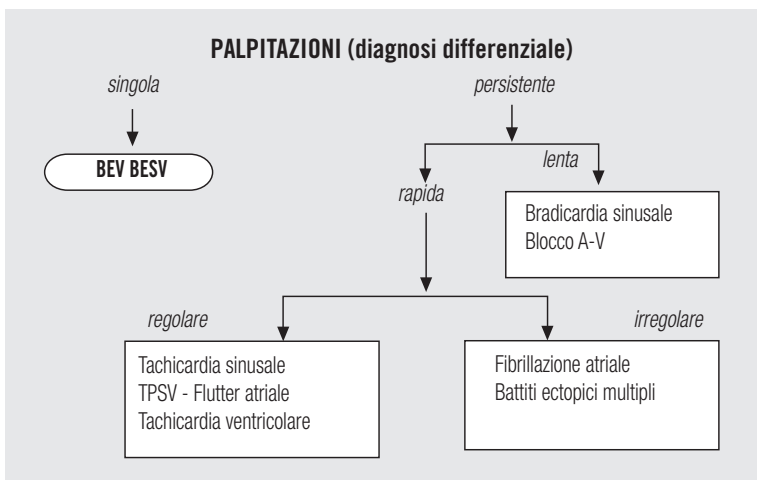 PALPITAZIONI (diagnosi differenziale)
singola
persistente
BEV BESV
lenta
rapida
Bradicardia sinusale
Blocco A-V
regolare
irregolare
Tachicardia sinusale
TPSV - Flutter atriale
Tachicardia ventricolare
Fibrillazione atriale
Battiti ectopici multipli